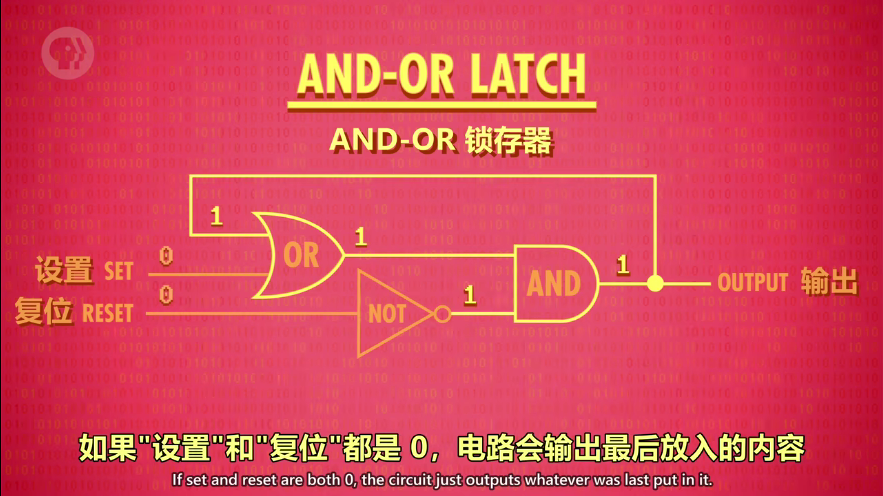 AND-OR LATCH
AND-OR 锁存器
1
OR
1
设置 SET 0
复位 RESET 0
NOT
1
AND
1
OUTPUT 输出
如果"设置"和"复位"都是 0，电路会输出最后放入的内容
If set and reset are both 0, the circuit just outputs whatever was last put in it.